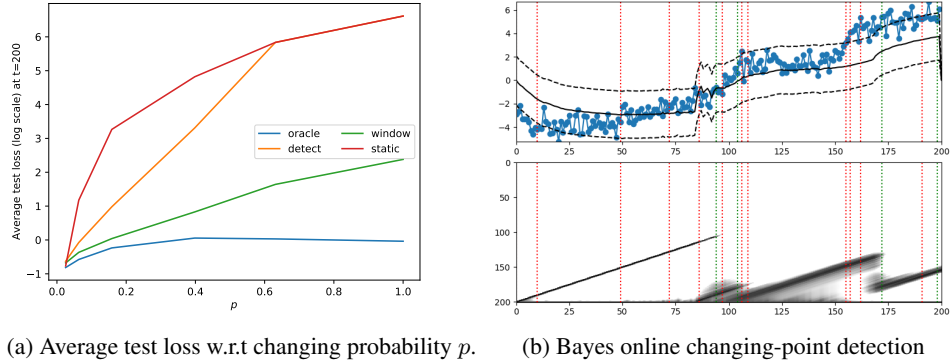 Average test loss (log scale) at t=200
6
5
4
3
2
1
0
−1
0.0 0.2 0.4 0.6 0.8 1.0
p
oracle window
detect static
(a) Average test loss w.r.t changing probability p.
6
4
2
0
−2
−4
0 25 50 75 100 125 150 175 200
0
50
100
150
200
0 25 50 75 100 125 150 175 200
(b) Bayes online changing-point detection